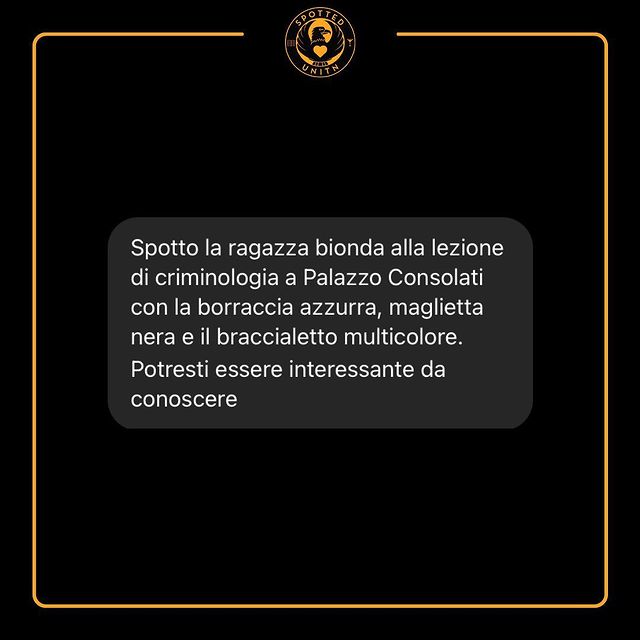 SPOTTED
UNITN
Spotto la ragazza bionda alla lezione
di criminologia a Palazzo Consolati
con la borraccia azzurra, maglietta
nera e il braccialetto multicolore.
Potresti essere interessante da
conoscere